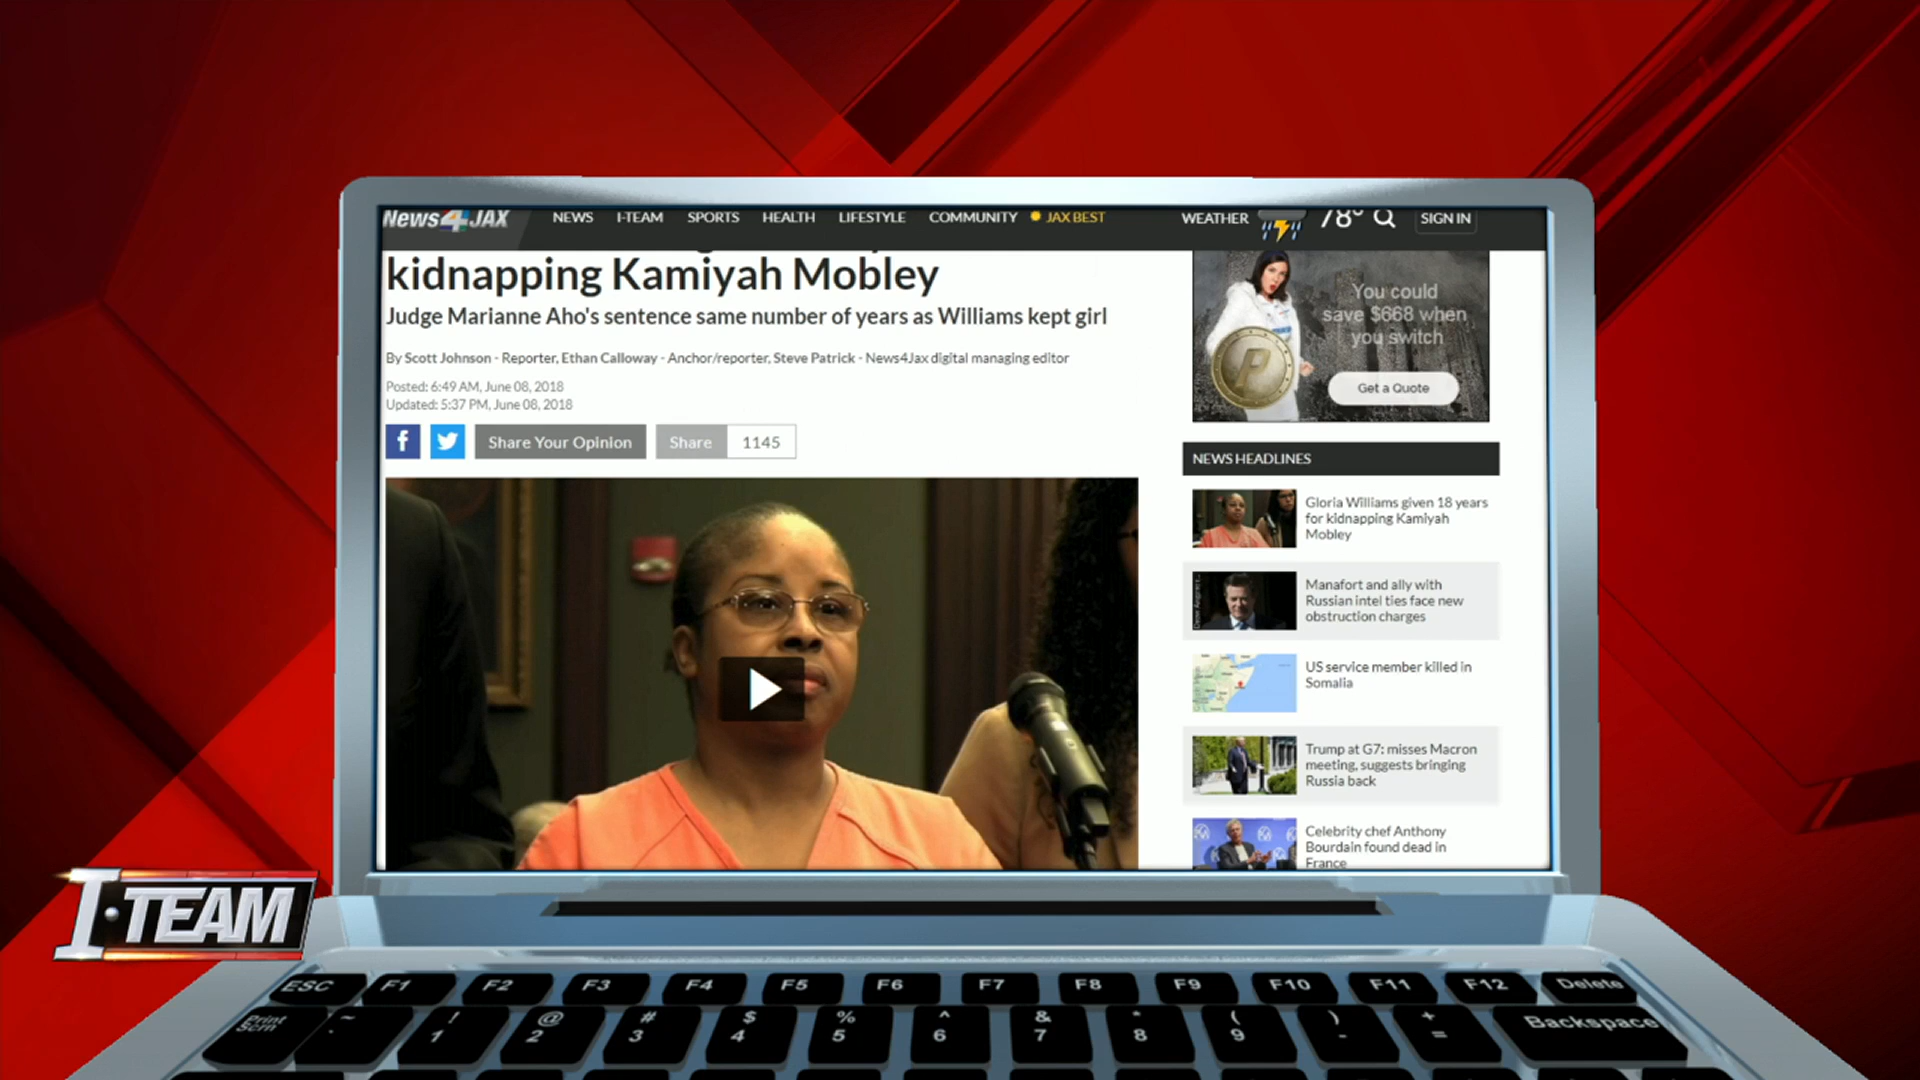 News4JAX
NEWS
I-TEAM
SPORTS
HEALTH
LIFESTYLE
COMMUNITY
JAX BEST
WEATHER
78°
SIGN IN
kidnapping Kamiyah Mobley
Judge Marianne Aho's sentence same number of years as Williams kept girl
By Scott Johnson - Reporter, Ethan Calloway - Anchor/reporter, Steve Patrick - News4Jax digital managing editor
Posted: 6:49 AM, June 08, 2018
Updated: 5:37 PM, June 08, 2018
f
Share Your Opinion
Share
1145
You could
save $668 when
you switch
P
Get a Quote
NEWS HEADLINES
Gloria Williams given 18 years
for kidnapping Kamiyah
Mobley
Manafort and ally with
Russian intel ties face new
obstruction charges
US service member killed in
Somalia
Trump at G7: misses Macron
meeting, suggests bringing
Russia back
Celebrity chef Anthony
Bourdain found dead in
France
I-TEAM
ESC F1 F2 F3 F4 F5 F6 F7 F8 F9 F10 F11 F12 Delete
Print
Scrn
~ ! @ # $ % ^ & * ( ) +
1 2 3 4 5 6 7 8 9 - =
Backspace